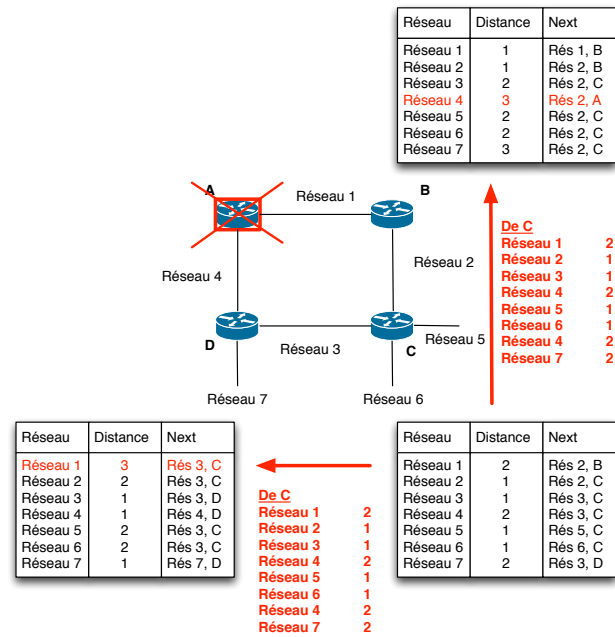 Réseau Distance Next
Réseau 1 1 Rés 1, B
Réseau 2 1 Rés 2, B
Réseau 3 2 Rés 2, C
Réseau 4 3 Rés 2, A
Réseau 5 2 Rés 2, C
Réseau 6 2 Rés 2, C
Réseau 7 3 Rés 2, C
A
Réseau 1
B
De C
Réseau 1 2
Réseau 2 1
Réseau 3 1
Réseau 4 2
Réseau 5 1
Réseau 6 1
Réseau 4 2
Réseau 7 2
Réseau 4
Réseau 2
D
Réseau 3
C
Réseau 5
Réseau 7
Réseau 6
Réseau Distance Next
Réseau 1 3 Rés 3, C
Réseau 2 2 Rés 3, C
Réseau 3 1 Rés 3, D
Réseau 4 1 Rés 4, D
Réseau 5 2 Rés 3, C
Réseau 6 2 Rés 3, C
Réseau 7 1 Rés 7, D
De C
Réseau 1 2
Réseau 2 1
Réseau 3 1
Réseau 4 2
Réseau 5 1
Réseau 6 1
Réseau 4 2
Réseau 7 2
Réseau Distance Next
Réseau 1 2 Rés 2, B
Réseau 2 1 Rés 2, C
Réseau 3 1 Rés 3, C
Réseau 4 2 Rés 3, C
Réseau 5 1 Rés 5, C
Réseau 6 1 Rés 6, C
Réseau 7 2 Rés 3, D